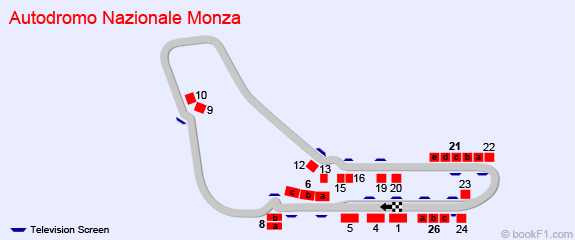 Autodromo Nazionale Monza
10
9
12
13
15
16
19
20
21
22
e d c b a
23
6
c b a
8
b
a
5
4
1
a b c
26
24
Television Screen
© bookF1.com